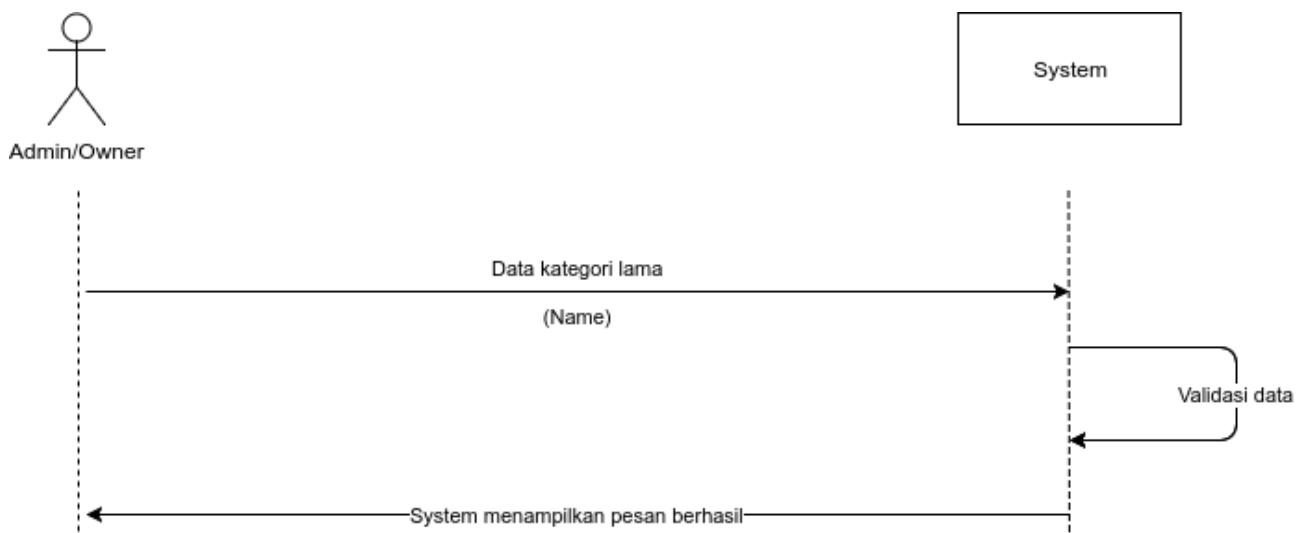 System
Admin/Owner
Data kategori lama
(Name)
Validasi data
System menampilkan pesan berhasil